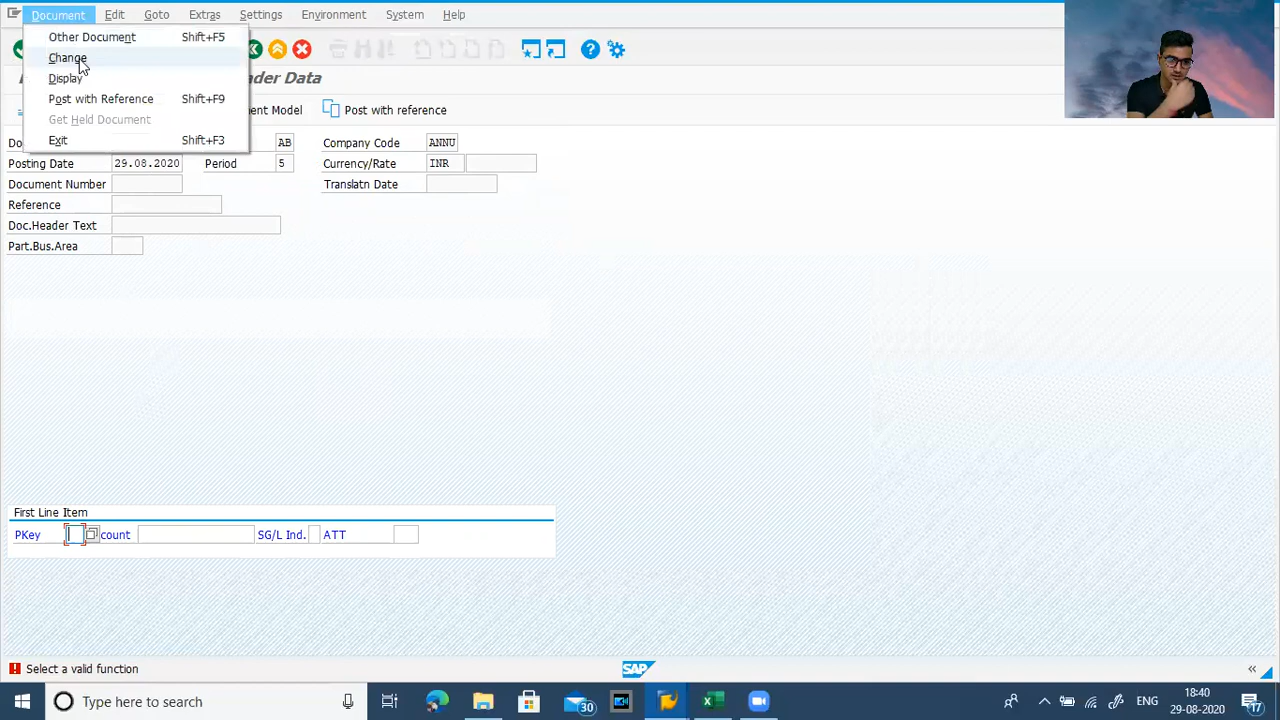 Document Edit Goto Extras Settings Environment System Help
Other Document Shift+F5
Change
Display
Post with Reference Shift+F9
Get Held Document
Exit Shift+F3
ader Data
ment Model Post with reference
Do AB Company Code ANNU
Posting Date 29.08.2020 Period 5 Currency/Rate INR
Document Number Translatn Date
Reference
Doc.Header Text
Part.Bus.Area
First Line Item
PKey count SG/L Ind. ATT
Select a valid function SAP
Type here to search 30 ENG 18:40
29-08-2020 17